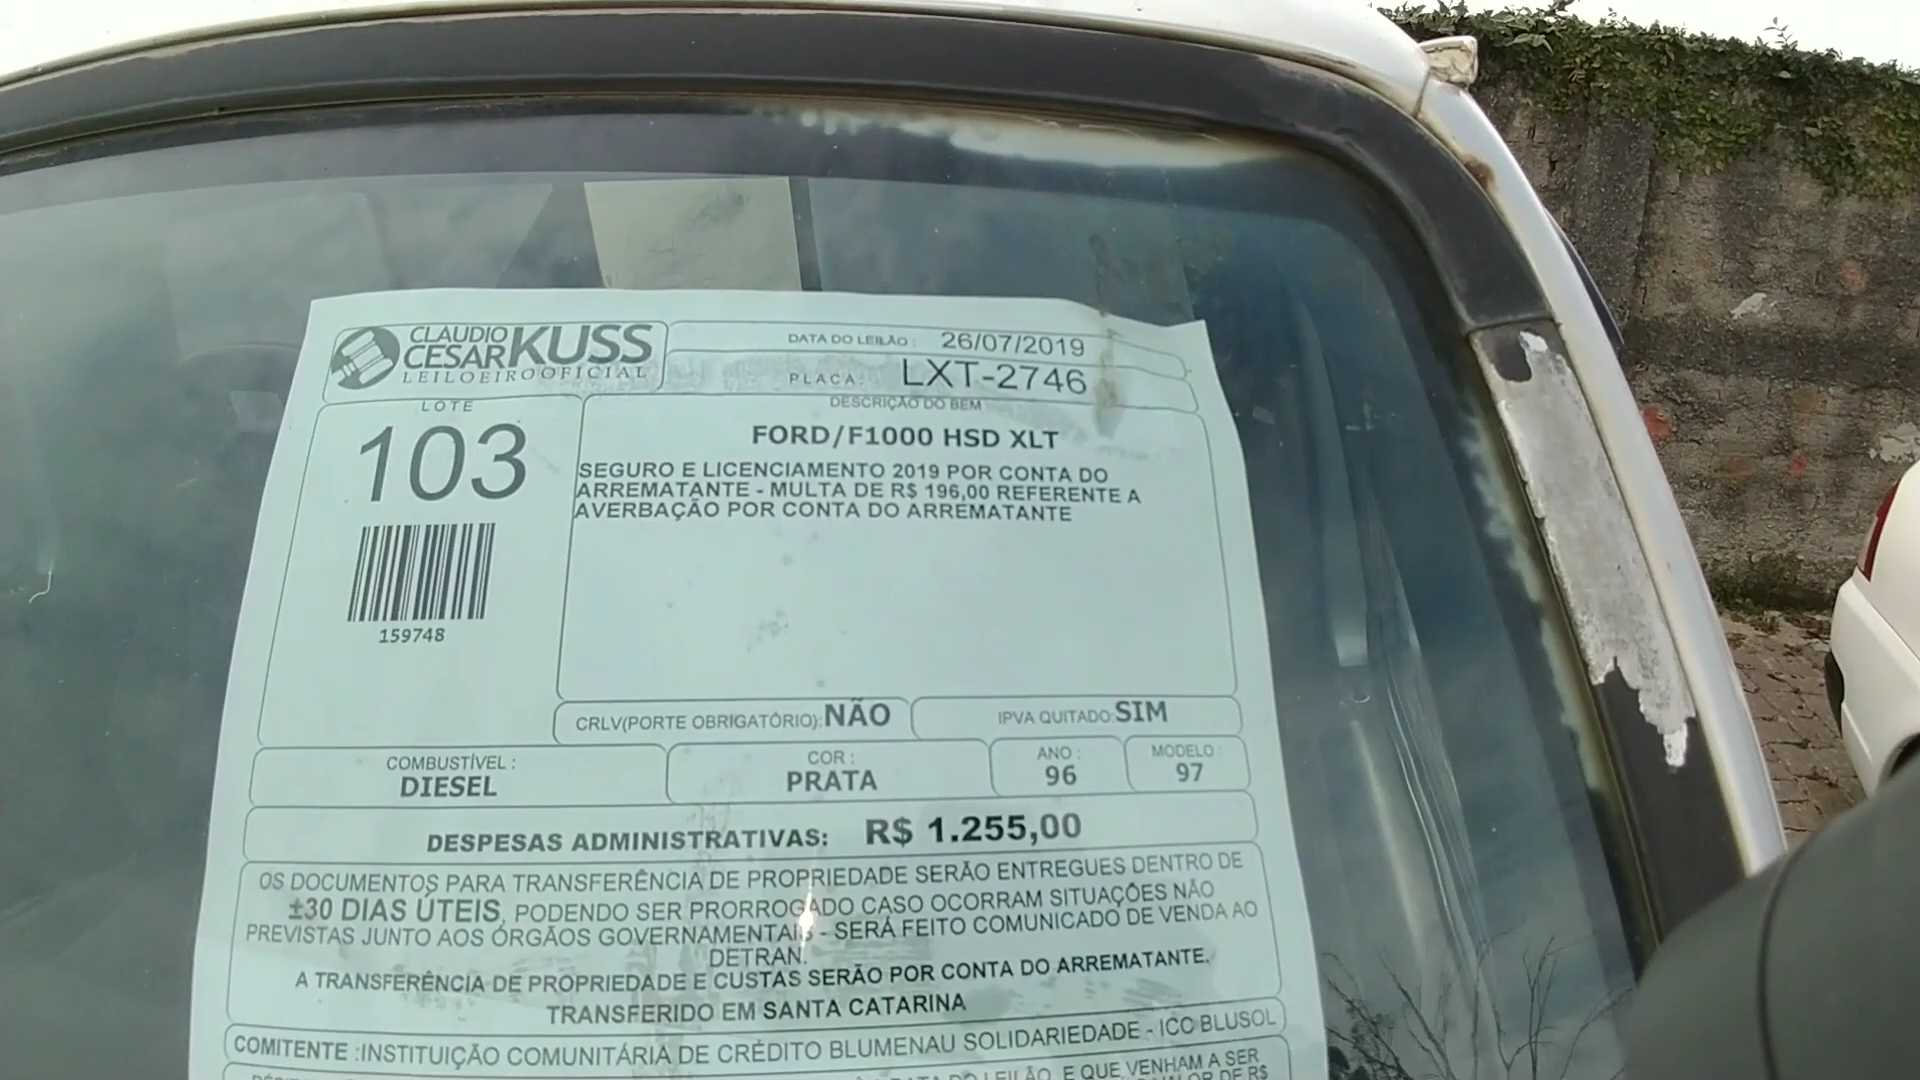 CLAUDIO CESAR KUSS
LEILOEIRO OFICIAL
DATA DO LEILÃO : 26/07/2019
PLACA: LXT-2746
LOTE
103
159748
DESCRIÇÃO DO BEM
FORD/F1000 HSD XLT
SEGURO E LICENCIAMENTO 2019 POR CONTA DO
ARREMATANTE - MULTA DE R$ 196,00 REFERENTE A
AVERBAÇÃO POR CONTA DO ARREMATANTE
CRLV(PORTE OBRIGATÓRIO): NÃO
IPVA QUITADO: SIM
COMBUSTÍVEL :
DIESEL
COR :
PRATA
ANO :
96
MODELO :
97
DESPESAS ADMINISTRATIVAS: R$ 1.255,00
OS DOCUMENTOS PARA TRANSFERÊNCIA DE PROPRIEDADE SERÃO ENTREGUES DENTRO DE
±30 DIAS ÚTEIS, PODENDO SER PRORROGADO CASO OCORRAM SITUAÇÕES NÃO
PREVISTAS JUNTO AOS ÓRGÃOS GOVERNAMENTAIS - SERÁ FEITO COMUNICADO DE VENDA AO
DETRAN.
A TRANSFERÊNCIA DE PROPRIEDADE E CUSTAS SERÃO POR CONTA DO ARREMATANTE.
TRANSFERIDO EM SANTA CATARINA
COMITENTE :INSTITUIÇÃO COMUNITÁRIA DE CRÉDITO BLUMENAU SOLIDARIEDADE - ICC BLUSOL
DATA DO LEILÃO, E QUE VENHAM A SER
VALOR DE R$